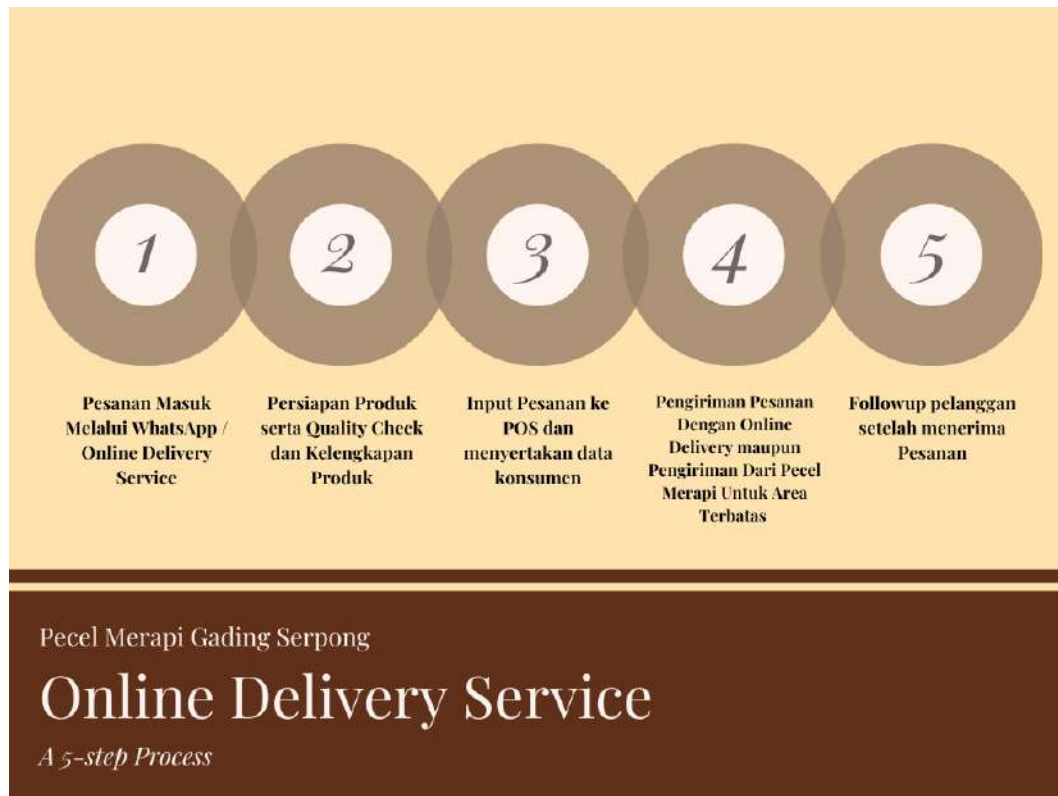 1
2
3
4
5
Pesanan Masuk
Melalui WhatsApp /
Online Delivery
Service
Persiapan Produk
serta Quality Check
dan Kelengkapan
Produk
Input Pesanan ke
POS dan
menyertakan data
konsumen
Pengiriman Pesanan
Dengan Online
Delivery maupun
Pengiriman Dari Pecel
Merapi Untuk Area
Terbatas
Followup pelanggan
setelah menerima
Pesanan
Pecel Merapi Gading Serpong
Online Delivery Service
A 5-step Process